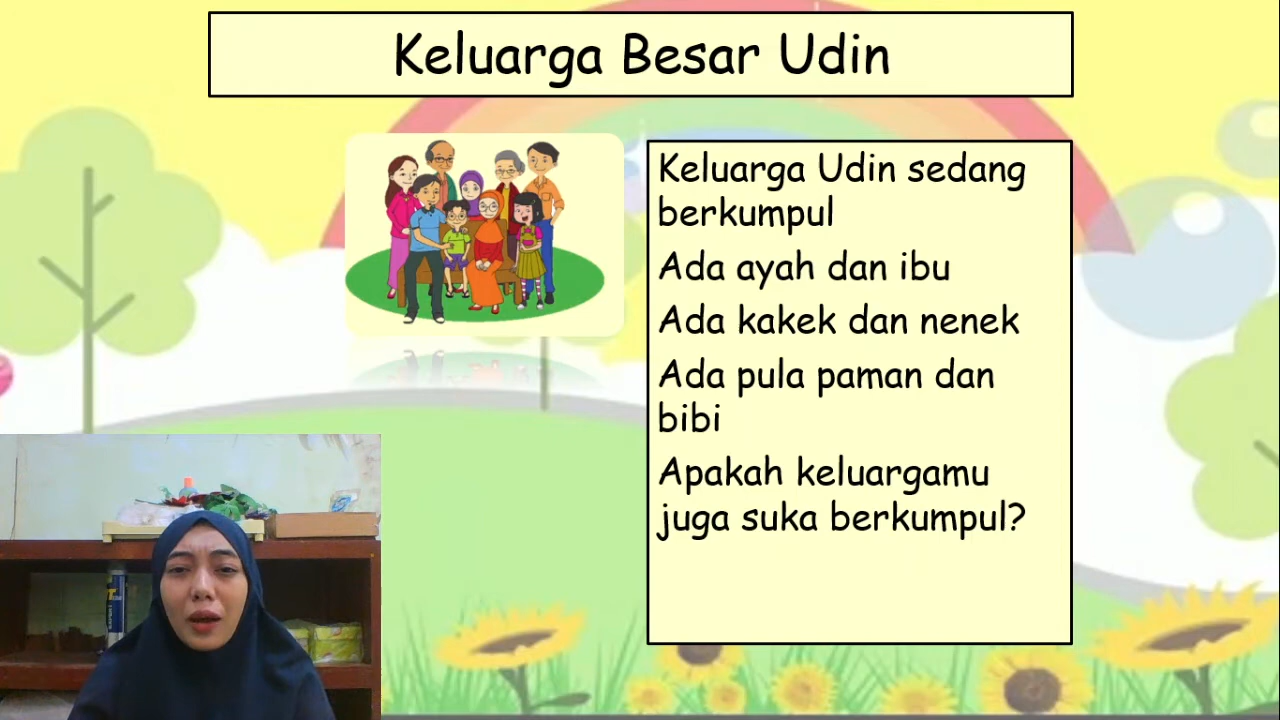 Keluarga Besar Udin
Keluarga Udin sedang
berkumpul
Ada ayah dan ibu
Ada kakek dan nenek
Ada pula paman dan
bibi
Apakah keluargamu
juga suka berkumpul?